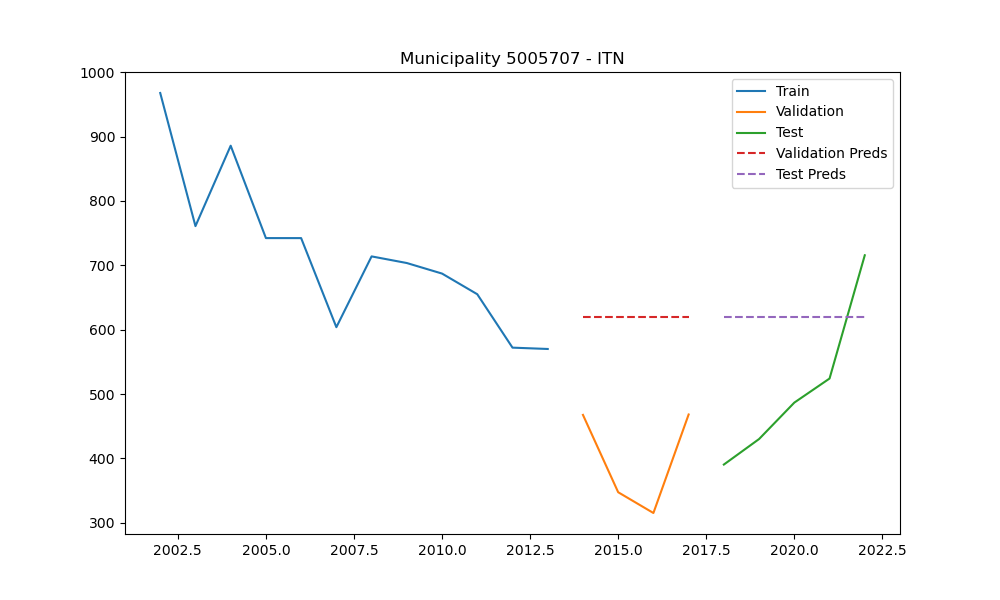 Municipality 5005707 - ITN
1000
900
800
700
600
500
400
300
2002.5 2005.0 2007.5 2010.0 2012.5 2015.0 2017.5 2020.0 2022.5
Train
Validation
Test
Validation Preds
Test Preds